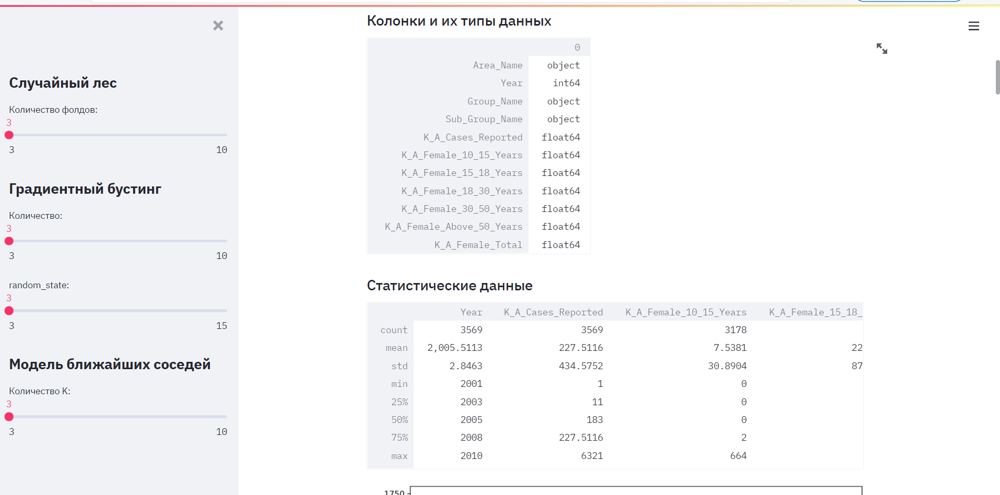 Случайный лес
Количество фолдов:
3
3 10
Градиентный бустинг
Количество:
3
3 10
random_state:
3
3 15
Модель ближайших соседей
Количество K:
3
3 10
Колонки и их типы данных
0
Area_Name object
Year int64
Group_Name object
Sub_Group_Name object
K_A_Cases_Reported float64
K_A_Female_10_15_Years float64
K_A_Female_15_18_Years float64
K_A_Female_18_30_Years float64
K_A_Female_30_50_Years float64
K_A_Female_Above_50_Years float64
K_A_Female_Total float64
Статистические данные
Year K_A_Cases_Reported K_A_Female_10_15_Years K_A_Female_15_18_
count 3569 3569 3178
mean 2,005.5113 227.5116 7.5381 22
std 2.8463 434.5752 30.8904 87
min 2001 1 0
25% 2003 11 0
50% 2005 183 0
75% 2008 227.5116 2
max 2010 6321 664
1750